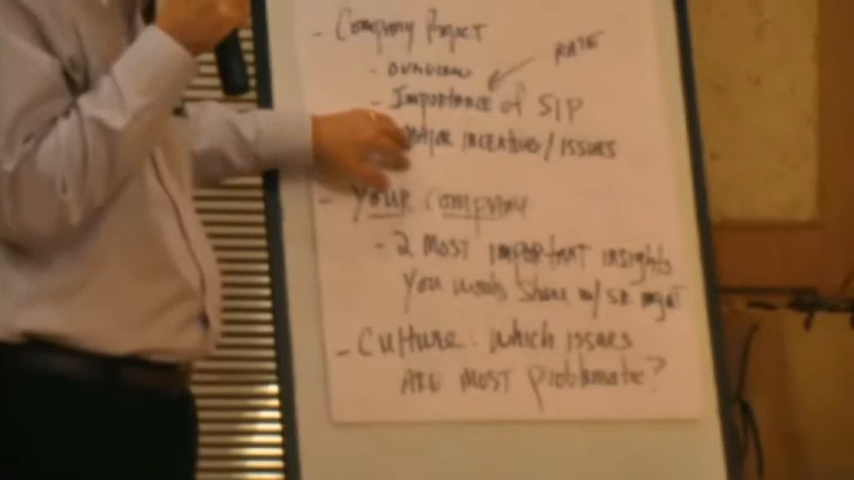 - Company Project
RATE
- overview
- Importance of SIP
Major incentives/issues
- Your company
- 2 most important insights
you would share w/ sr. mgmt
- Culture: which issues
are most problematic?